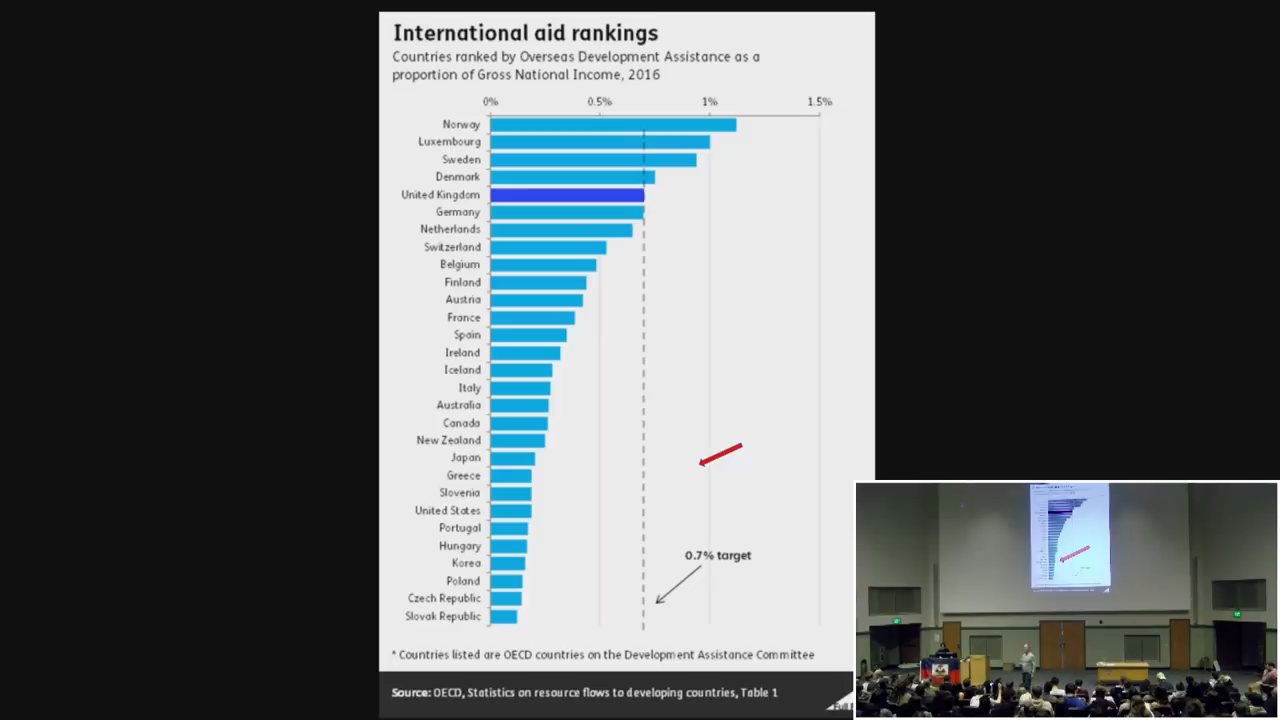 International aid rankings
Countries ranked by Overseas Development Assistance as a
proportion of Gross National Income, 2016
0% 0.5% 1% 1.5%
Norway
Luxembourg
Sweden
Denmark
United Kingdom
Germany
Netherlands
Switzerland
Belgium
Finland
Austria
France
Spain
Ireland
Iceland
Italy
Australia
Canada
New Zealand
Japan
Greece
Slovenia
United States
Portugal
Hungary
Korea
Poland
Czech Republic
Slovak Republic
0.7% target
* Countries listed are OECD countries on the Development Assistance Committee
Source: OECD, Statistics on resource flows to developing countries, Table 1